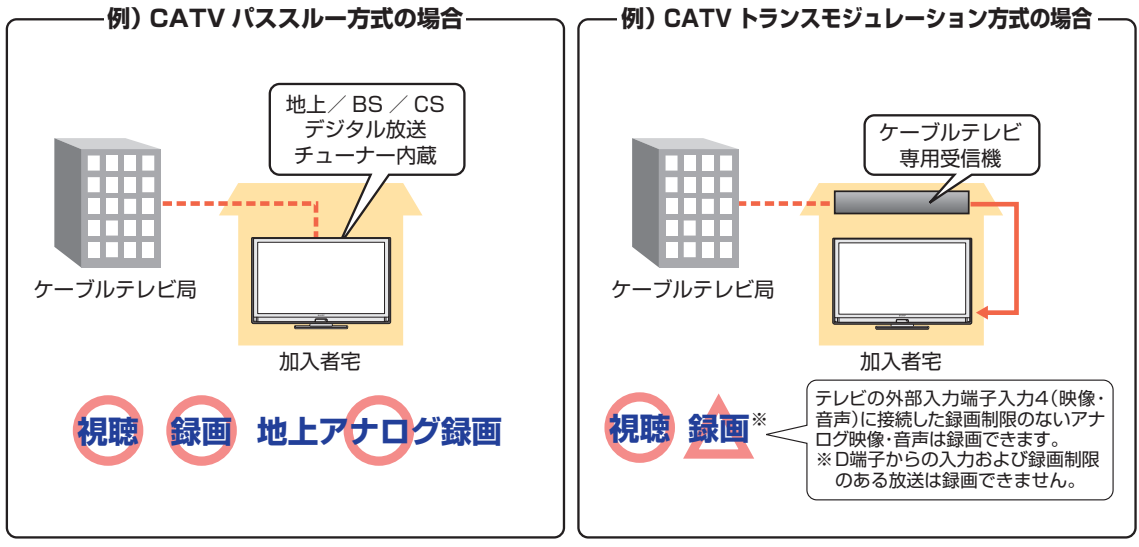 例）CATV パススルー方式の場合
地上／BS ／CS
デジタル放送
チューナー内蔵
ケーブルテレビ局
加入者宅
視聴 録画 地上アナログ録画
例）CATV トランスモジュレーション方式の場合
ケーブルテレビ
専用受信機
ケーブルテレビ局
加入者宅
視聴 録画※
テレビの外部入力端子入力4（映像・
音声）に接続した録画制限のないアナ
ログ映像・音声は録画できます。
※D端子からの入力および録画制限
のある放送は録画できません。